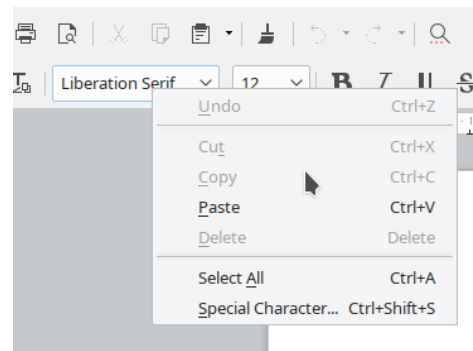 Liberation Serif 12 B I U S
Undo Ctrl+Z
Cut Ctrl+X
Copy Ctrl+C
Paste Ctrl+V
Delete Delete
Select All Ctrl+A
Special Character... Ctrl+Shift+S